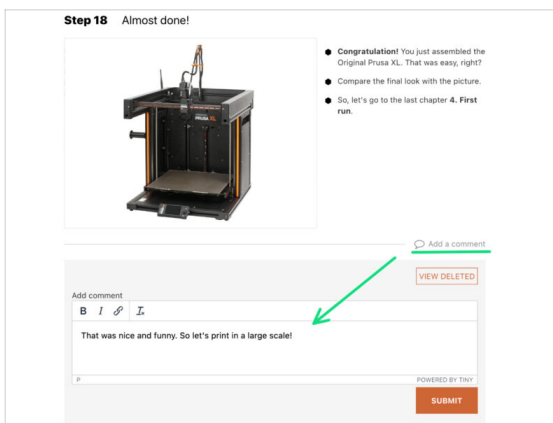 Step 18 Almost done!
Congratulation! You just assembled the
Original Prusa XL. That was easy, right?
Compare the final look with the picture.
So, let's go to the last chapter 4. First
run.
PRUSA XL
Add a comment
VIEW DELETED
Add comment
B I
That was nice and funny. So let's print in a large scale!
P POWERED BY TINY
SUBMIT